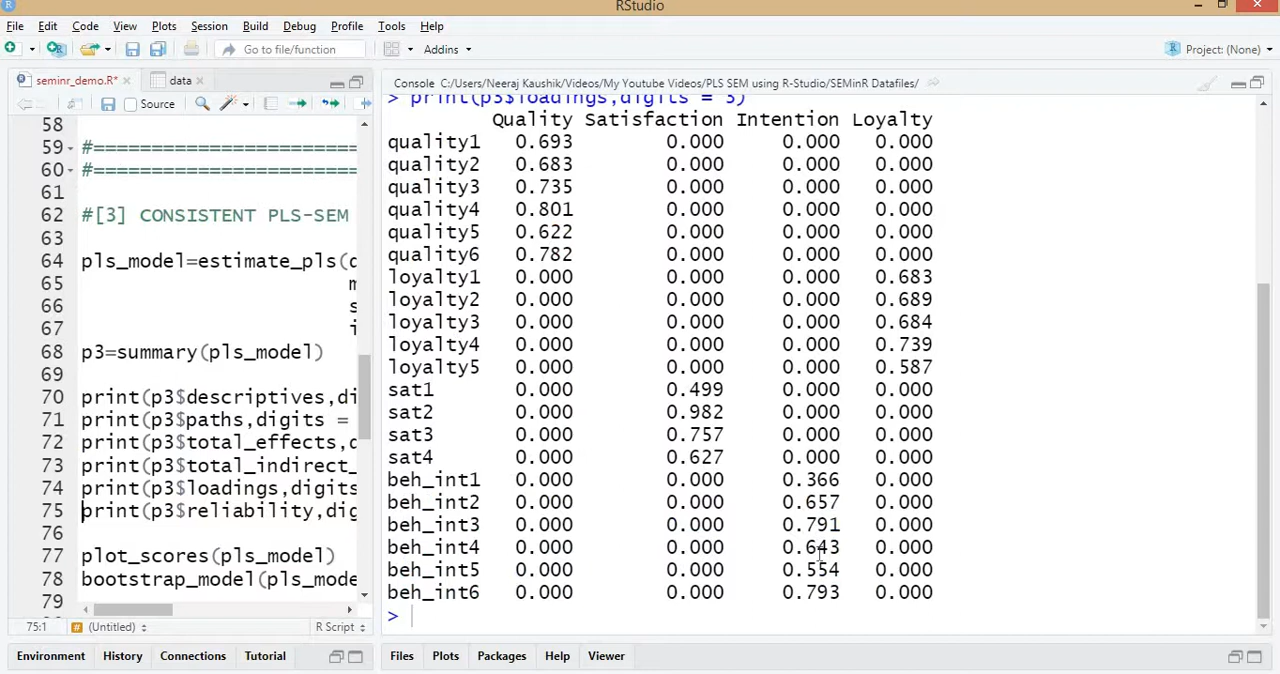 RStudio
File Edit Code View Plots Session Build Debug Profile Tools Help
Go to file/function Addins Project: (None)
seminr_demo.R* data
Source
58
59 #========================
60 #========================
61
62 #[3] CONSISTENT PLS-SEM
63
64 pls_model=estimate_pls(
65
66
67
68 p3=summary(pls_model)
69
70 print(p3$descriptives,di
71 print(p3$paths,digits =
72 print(p3$total_effects,
73 print(p3$total_indirect_
74 print(p3$loadings,digits
75 print(p3$reliability,dig
76
77 plot_scores(pls_model)
78 bootstrap_model(pls_mode
79
75:1 (Untitled) R Script
Environment History Connections Tutorial
Console C:/Users/Neeraj Kaushik/Videos/My Youtube Videos/PLS SEM using R-Studio/SEMinR Datafiles/
> print(p3$loadings,digits = 3)
Quality Satisfaction Intention Loyalty
quality1 0.693 0.000 0.000 0.000
quality2 0.683 0.000 0.000 0.000
quality3 0.735 0.000 0.000 0.000
quality4 0.801 0.000 0.000 0.000
quality5 0.622 0.000 0.000 0.000
quality6 0.782 0.000 0.000 0.000
loyalty1 0.000 0.000 0.000 0.683
loyalty2 0.000 0.000 0.000 0.689
loyalty3 0.000 0.000 0.000 0.684
loyalty4 0.000 0.000 0.000 0.739
loyalty5 0.000 0.000 0.000 0.587
sat1 0.000 0.499 0.000 0.000
sat2 0.000 0.982 0.000 0.000
sat3 0.000 0.757 0.000 0.000
sat4 0.000 0.627 0.000 0.000
beh_int1 0.000 0.000 0.366 0.000
beh_int2 0.000 0.000 0.657 0.000
beh_int3 0.000 0.000 0.791 0.000
beh_int4 0.000 0.000 0.643 0.000
beh_int5 0.000 0.000 0.554 0.000
beh_int6 0.000 0.000 0.793 0.000
>
Files Plots Packages Help Viewer